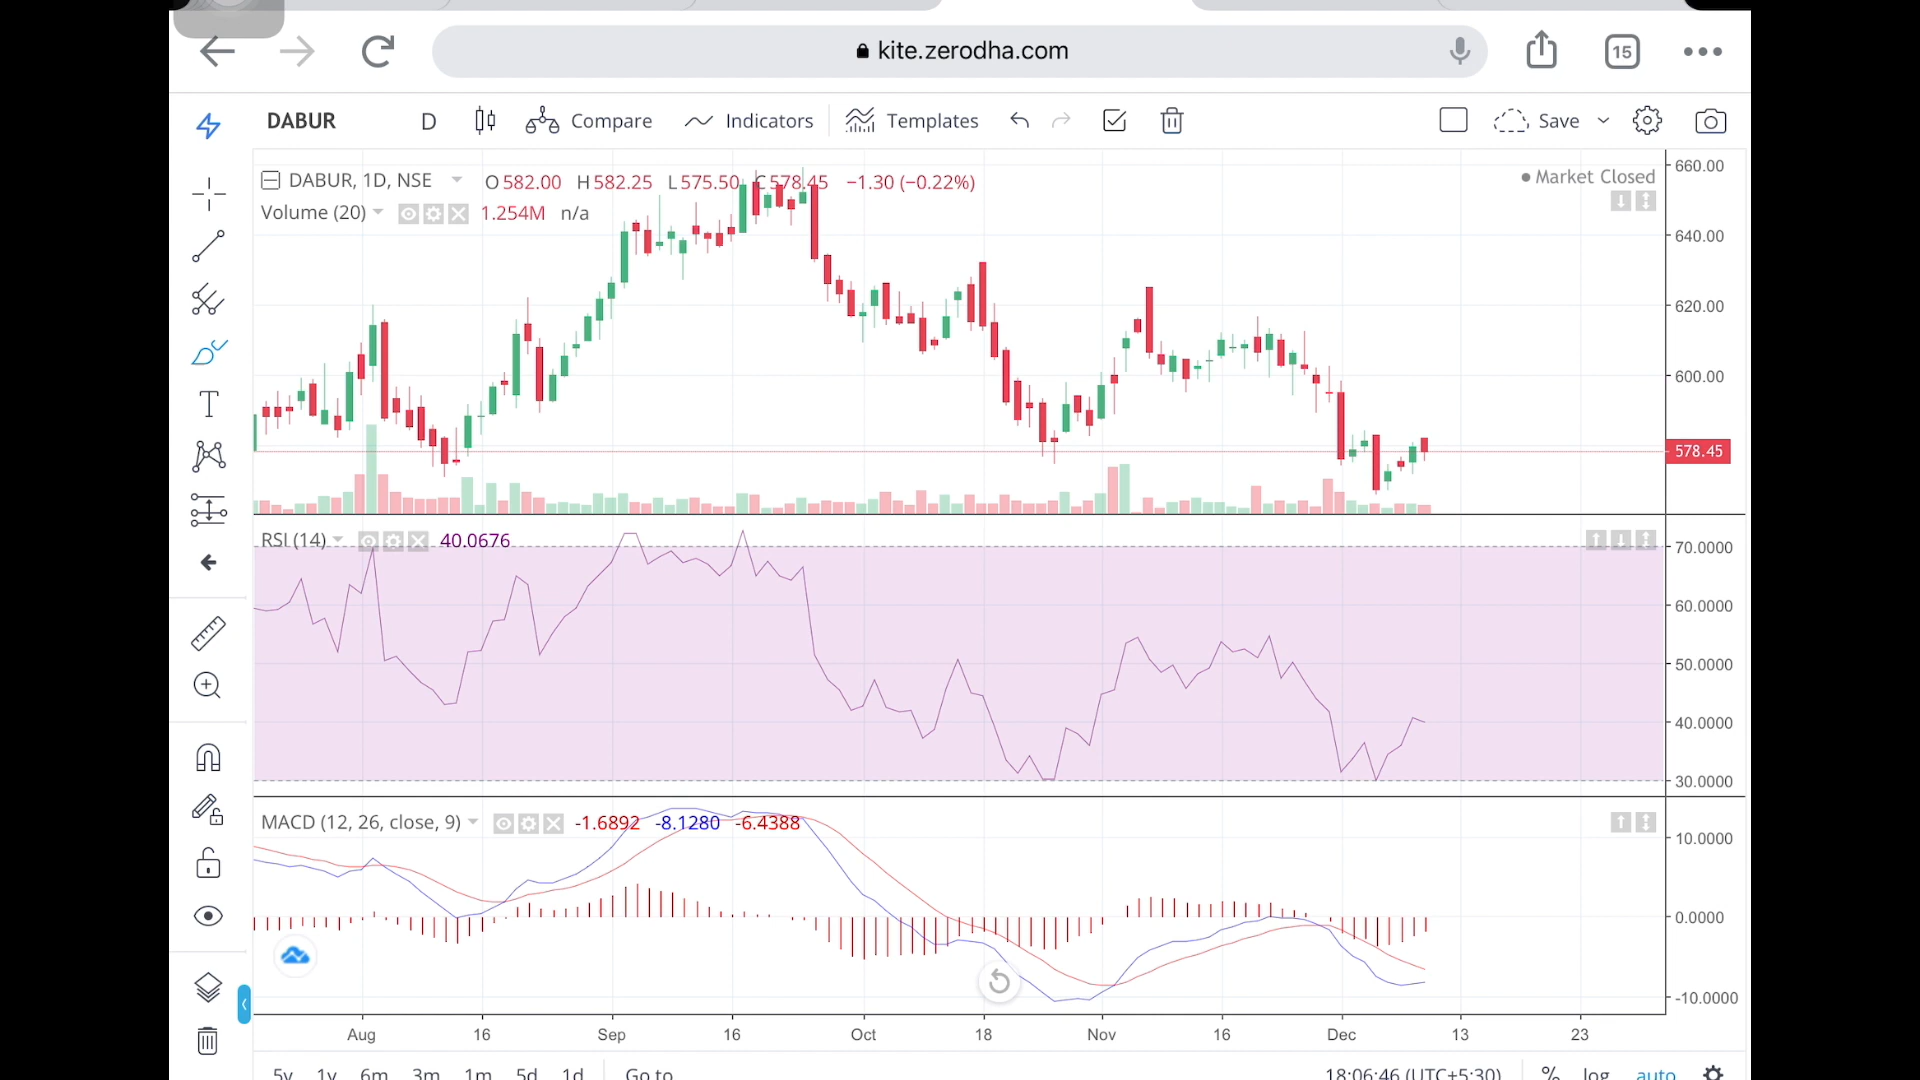 kite.zerodha.com
15
DABUR D Compare Indicators Templates Save
DABUR, 1D, NSE O582.00 H582.25 L575.50 C578.45 −1.30 (−0.22%)
Market Closed
Volume (20) 1.254M n/a
660.00
640.00
620.00
600.00
578.45
RSI (14) 40.0676
70.0000
60.0000
50.0000
40.0000
30.0000
MACD (12, 26, close, 9) -1.6892 -8.1280 -6.4388
10.0000
0.0000
-10.0000
Aug 16 Sep 16 Oct 18 Nov 16 Dec 13 23
5y 1y 6m 3m 1m 5d 1d Go to 18:06:46 (UTC+5:30) % log auto